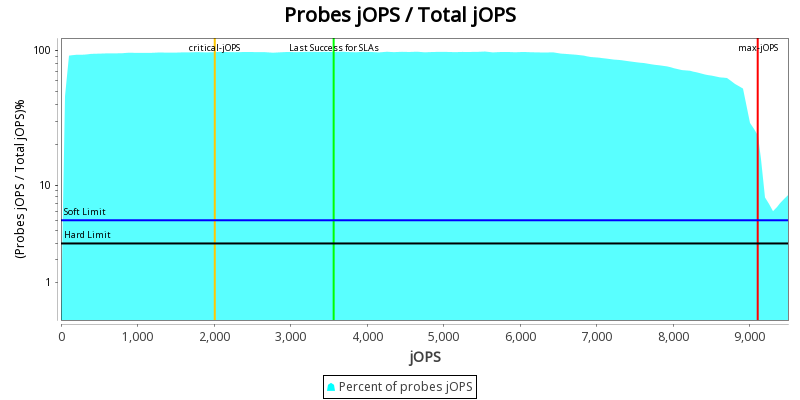 Probes jOPS / Total jOPS
(Probes jOPS / Total jOPS)%
100
10
1
critical-jOPS
Last Success for SLAs
max-jOPS
Soft Limit
Hard Limit
0
1,000
2,000
3,000
4,000
5,000
6,000
7,000
8,000
9,000
jOPS
Percent of probes jOPS